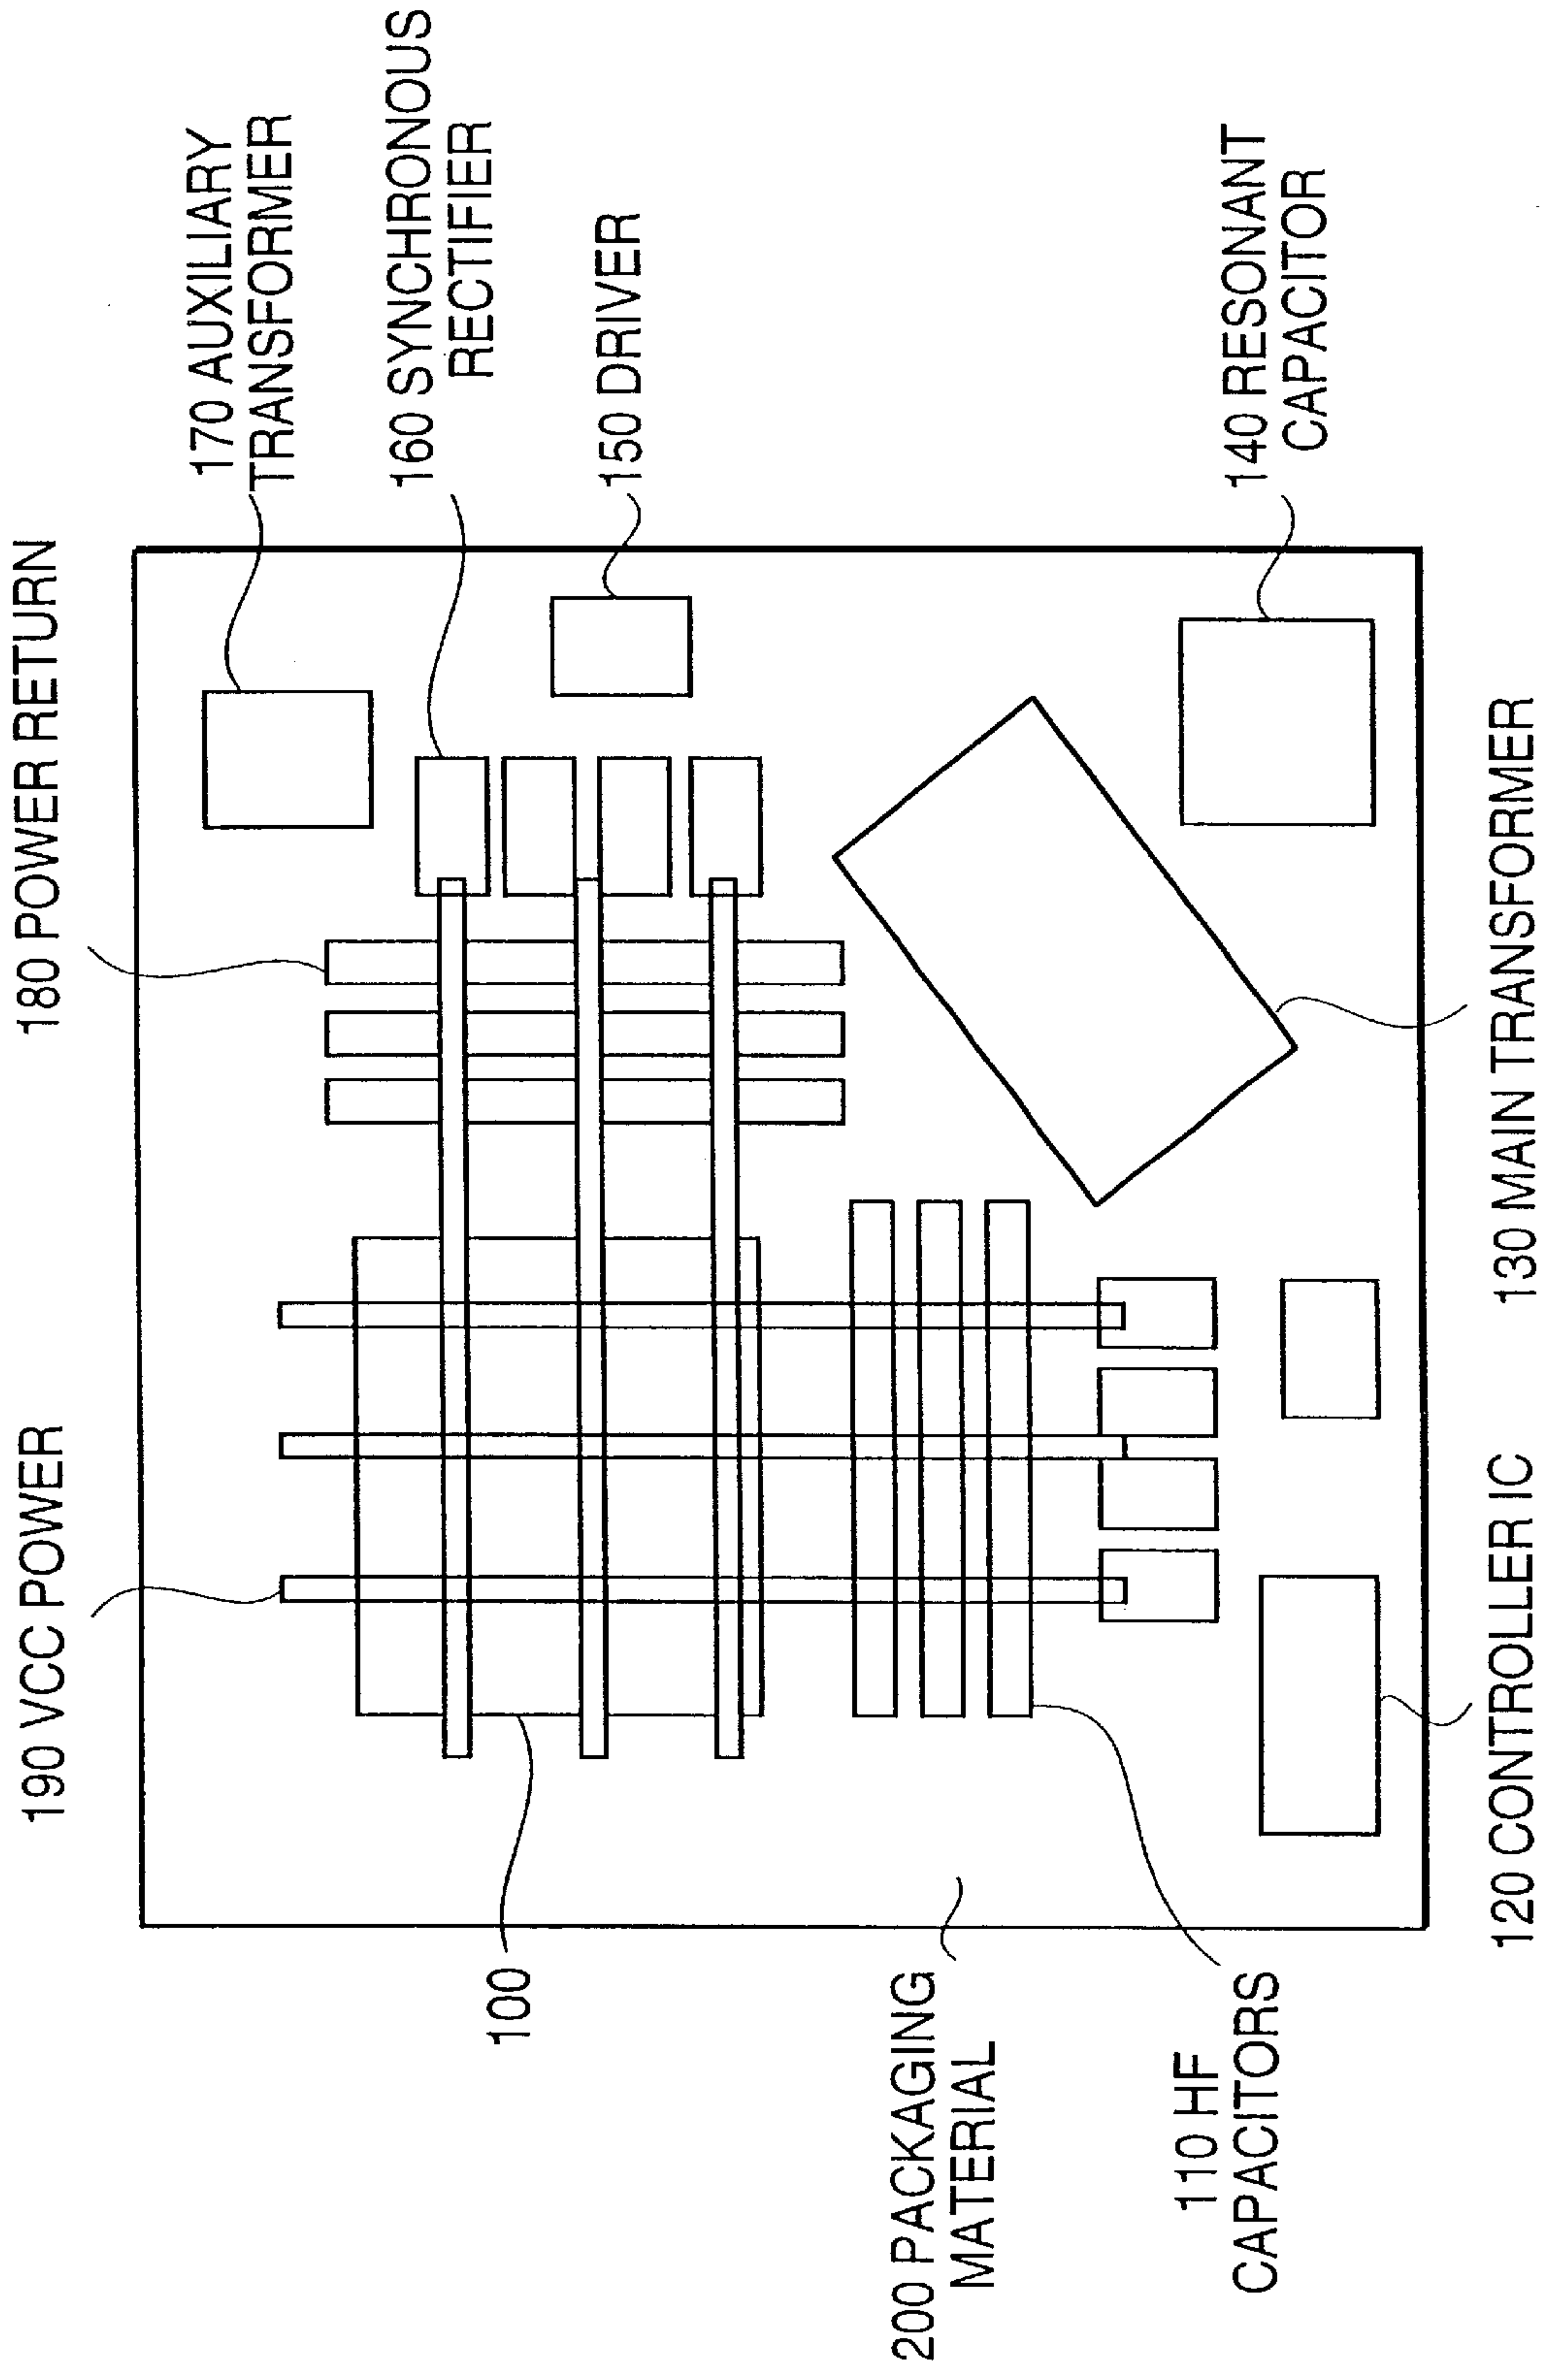 190 VCC POWER
180 POWER RETURN
170 AUXILIARY
TRANSFORMER
160 SYNCHRONOUS
RECTIFIER
150 DRIVER
140 RESONANT
CAPACITOR
100
200 PACKAGING
MATERIAL
110 HF
CAPACITORS
120 CONTROLLER IC
130 MAIN TRANSFORMER